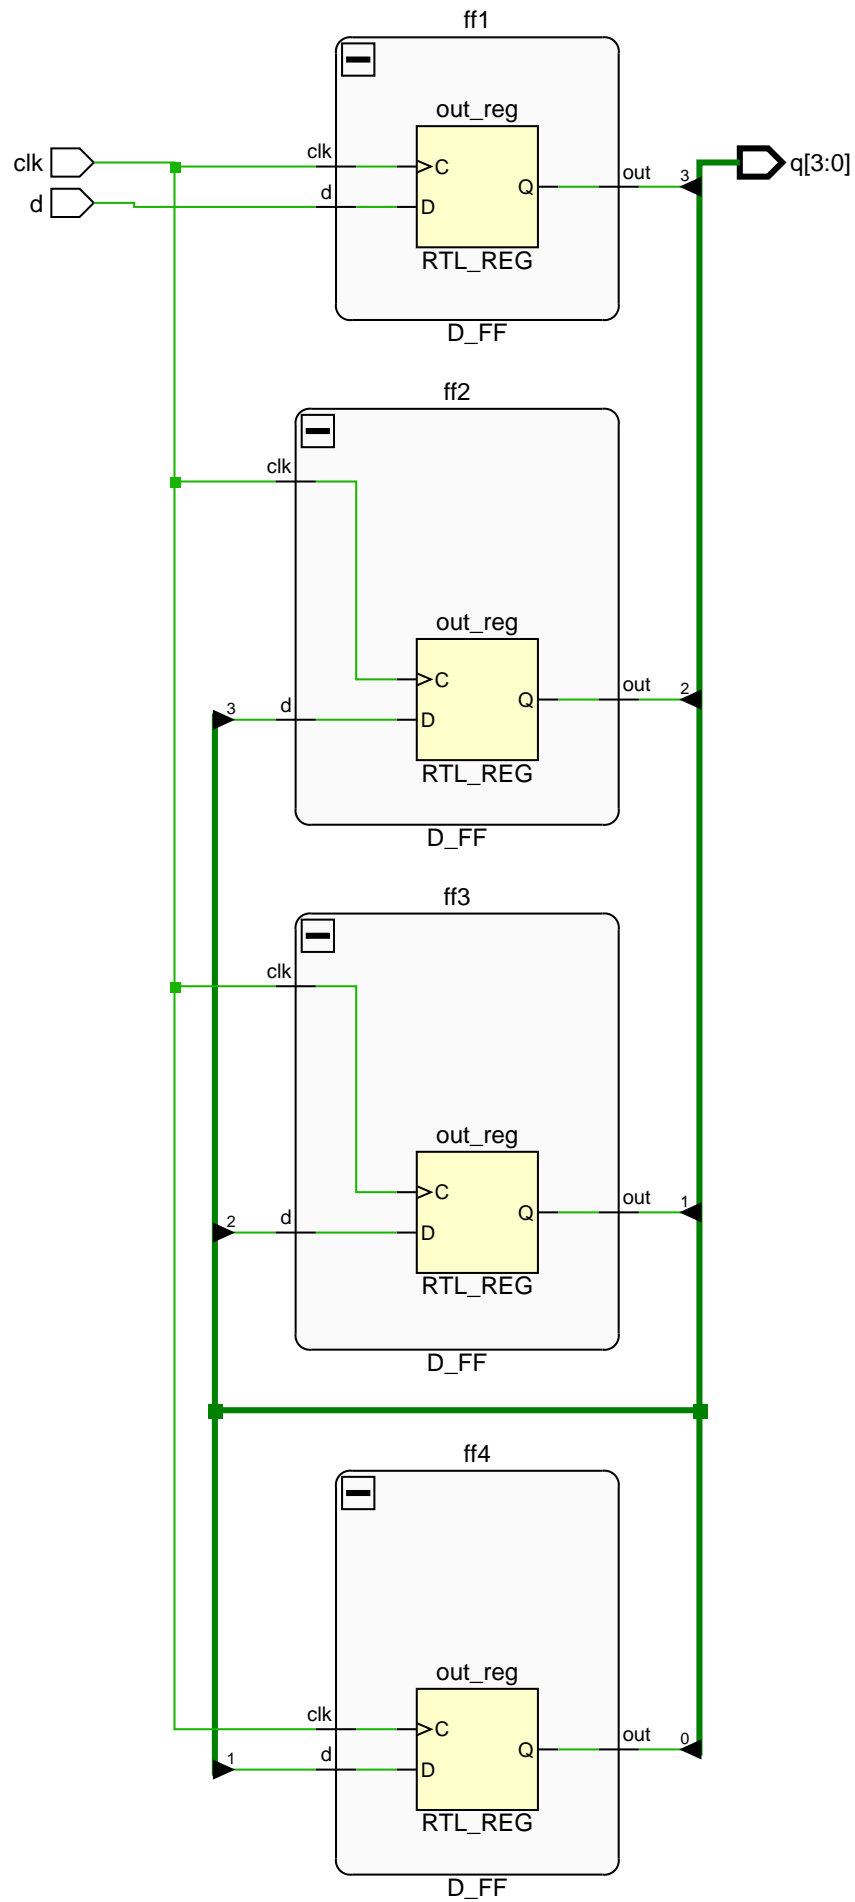 ff1
out_reg
clk
clk
C
out
3
q[3:0]
Q
d
d
D
RTL_REG
D_FF
ff2
clk
out_reg
C
out
2
Q
3
d
D
RTL_REG
D_FF
ff3
clk
out_reg
C
out
1
Q
2
d
D
RTL_REG
D_FF
ff4
out_reg
clk
C
out
0
Q
1
d
D
RTL_REG
D_FF